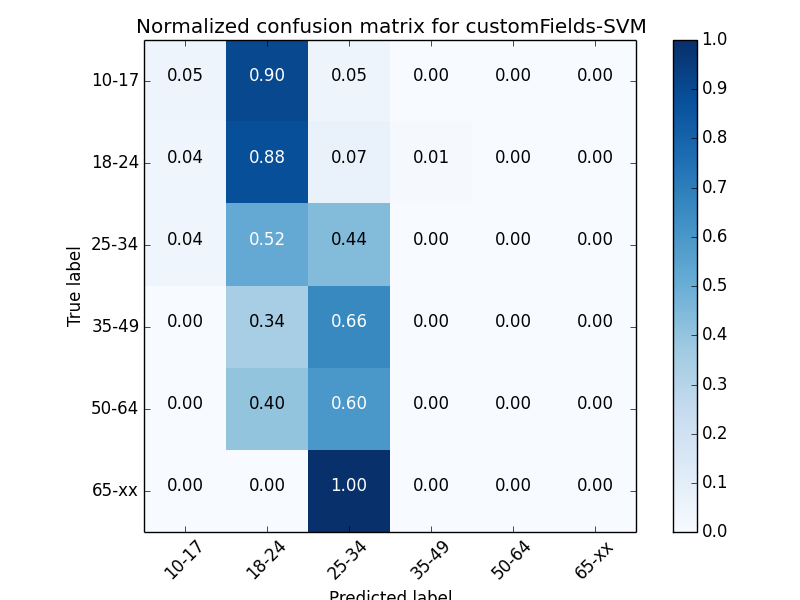 Normalized confusion matrix for customFields-SVM
True label
10-17 0.05 0.90 0.05 0.00 0.00 0.00
18-24 0.04 0.88 0.07 0.01 0.00 0.00
25-34 0.04 0.52 0.44 0.00 0.00 0.00
35-49 0.00 0.34 0.66 0.00 0.00 0.00
50-64 0.00 0.40 0.60 0.00 0.00 0.00
65-xx 0.00 0.00 1.00 0.00 0.00 0.00
10-17 18-24 25-34 35-49 50-64 65-xx
Predicted label
1.0
0.9
0.8
0.7
0.6
0.5
0.4
0.3
0.2
0.1
0.0